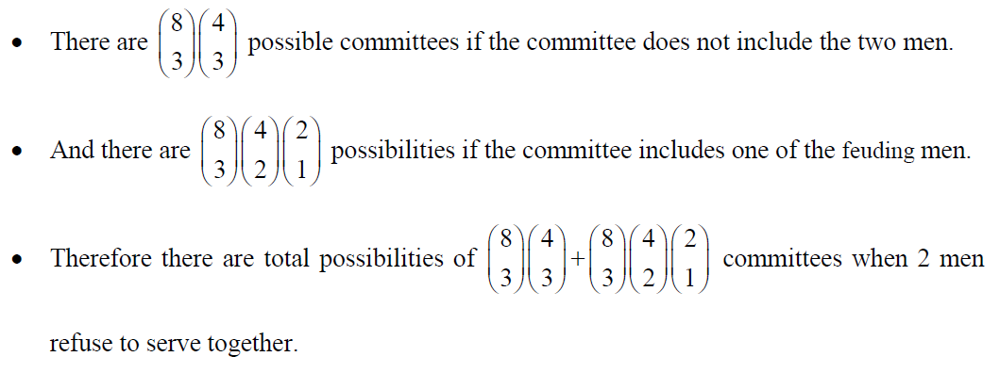 • There are $\binom{8}{3}\binom{4}{3}$ possible committees if the committee does not include the two men.
• And there are $\binom{8}{3}\binom{4}{2}\binom{2}{1}$ possibilities if the committee includes one of the feuding men.
• Therefore there are total possibilities of $\binom{8}{3}\binom{4}{3}+\binom{8}{3}\binom{4}{2}\binom{2}{1}$ committees when 2 men
refuse to serve together.